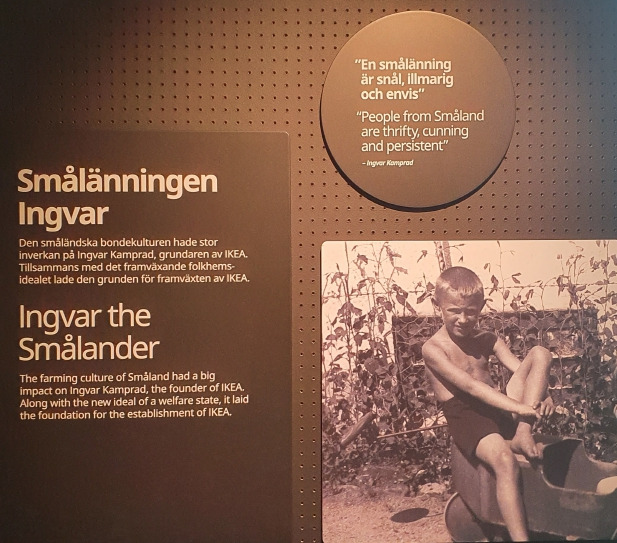 Smålänningen
Ingvar
Den småländska bondekulturen hade stor
inverkan på Ingvar Kamprad, grundaren av IKEA.
Tillsammans med det framväxande folkhems-
idealet lade den grunden för framväxten av IKEA.
Ingvar the
Smålander
The farming culture of Småland had a big
impact on Ingvar Kamprad, the founder of IKEA.
Along with the new ideal of a welfare state, it laid
the foundation for the establishment of IKEA.
"En smålänning
är snål, illmarig
och envis"
"People from Småland
are thrifty, cunning
and persistent"
– Ingvar Kamprad